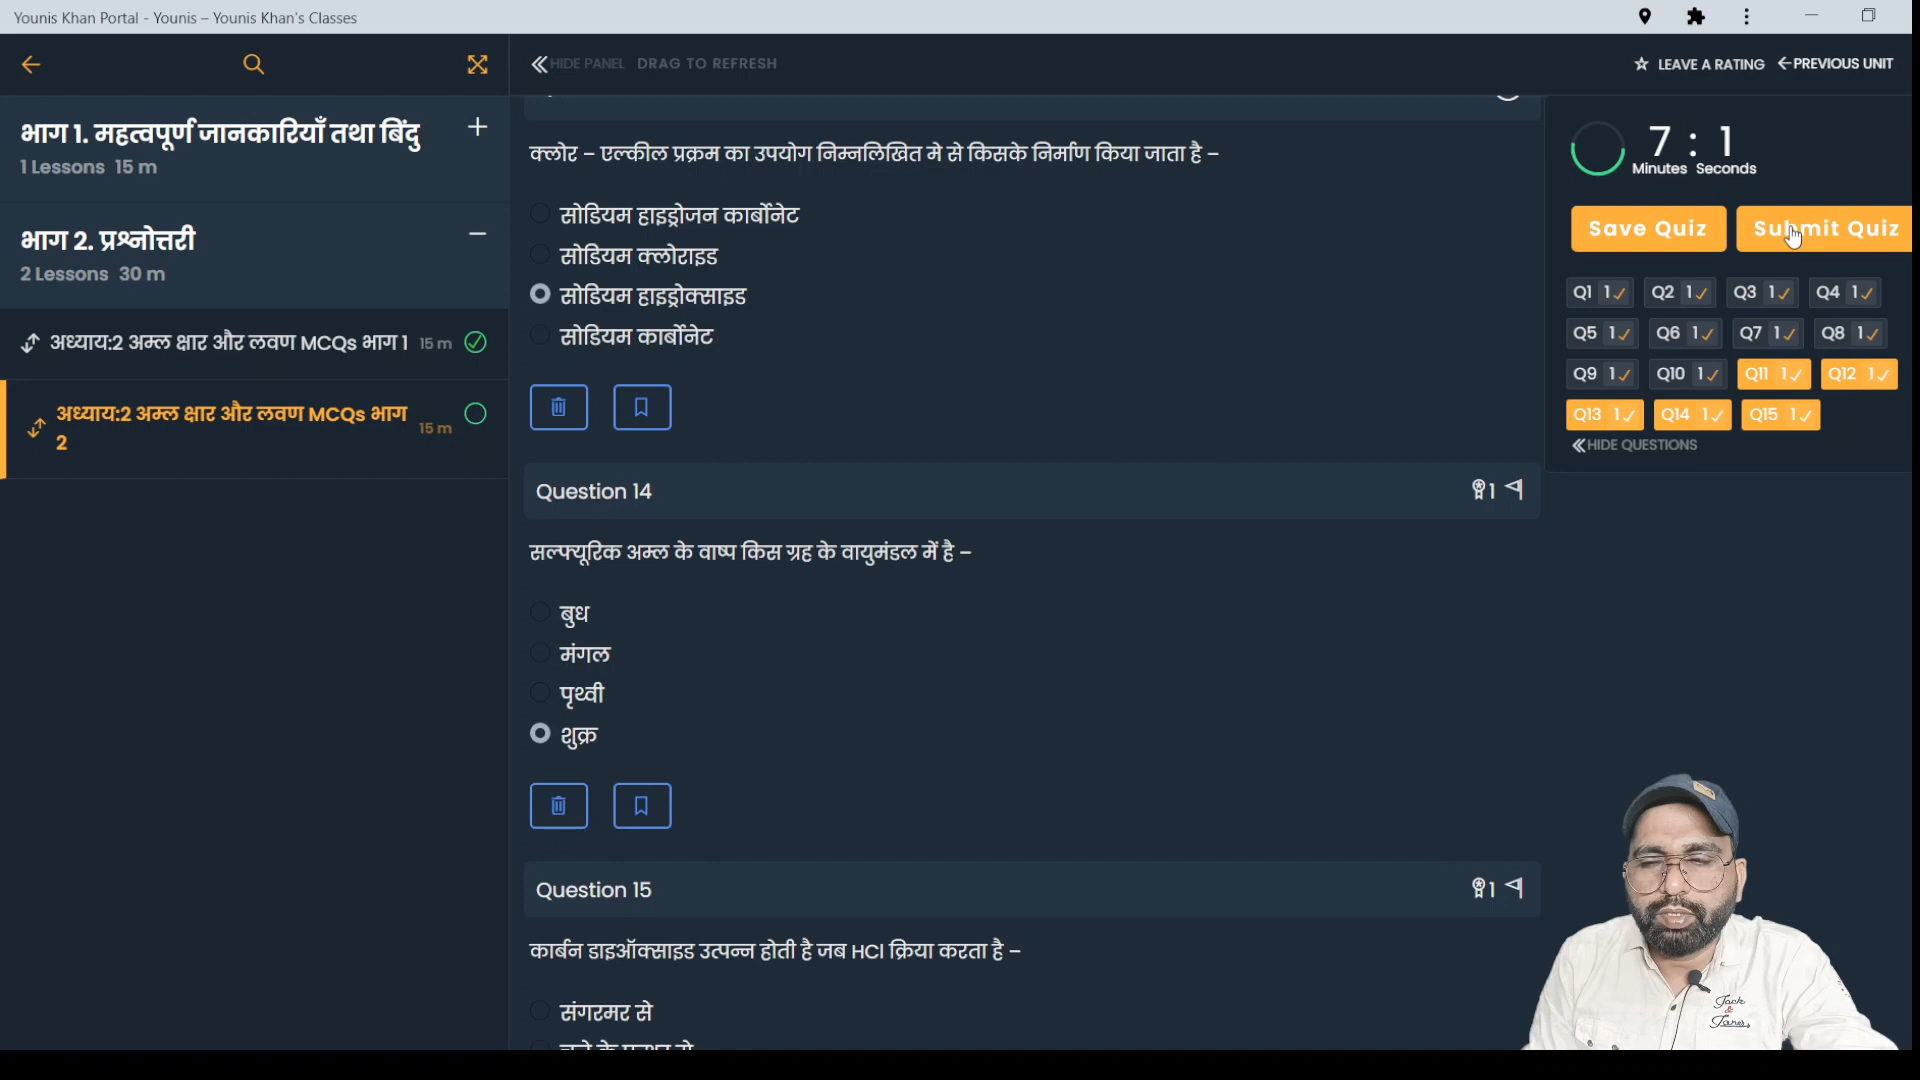 Younis Khan Portal - Younis – Younis Khan's Classes
HIDE PANEL DRAG TO REFRESH
LEAVE A RATING
PREVIOUS UNIT
भाग 1. महत्वपूर्ण जानकारियाँ तथा बिंदु
1 Lessons 15 m
भाग 2. प्रश्नोत्तरी
2 Lessons 30 m
अध्याय:2 अम्ल क्षार और लवण MCQs भाग 1 15 m
अध्याय:2 अम्ल क्षार और लवण MCQs भाग
2
15 m
क्लोर – एल्कील प्रक्रम का उपयोग निम्नलिखित मे से किसके निर्माण किया जाता है –
सोडियम हाइड्रोजन कार्बोनेट
सोडियम क्लोराइड
सोडियम हाइड्रोक्साइड
सोडियम कार्बोनेट
Question 14
1
सल्फ्यूरिक अम्ल के वाष्प किस ग्रह के वायुमंडल में है –
बुध
मंगल
पृथ्वी
शुक्र
Question 15
1
कार्बन डाइऑक्साइड उत्पन्न होती है जब HCl क्रिया करता है –
संगरमर से
7 : 1
Minutes Seconds
Save Quiz
Submit Quiz
Q1 1 Q2 1 Q3 1 Q4 1
Q5 1 Q6 1 Q7 1 Q8 1
Q9 1 Q10 1 Q11 1 Q12 1
Q13 1 Q14 1 Q15 1
HIDE QUESTIONS
Jack
&
Jones